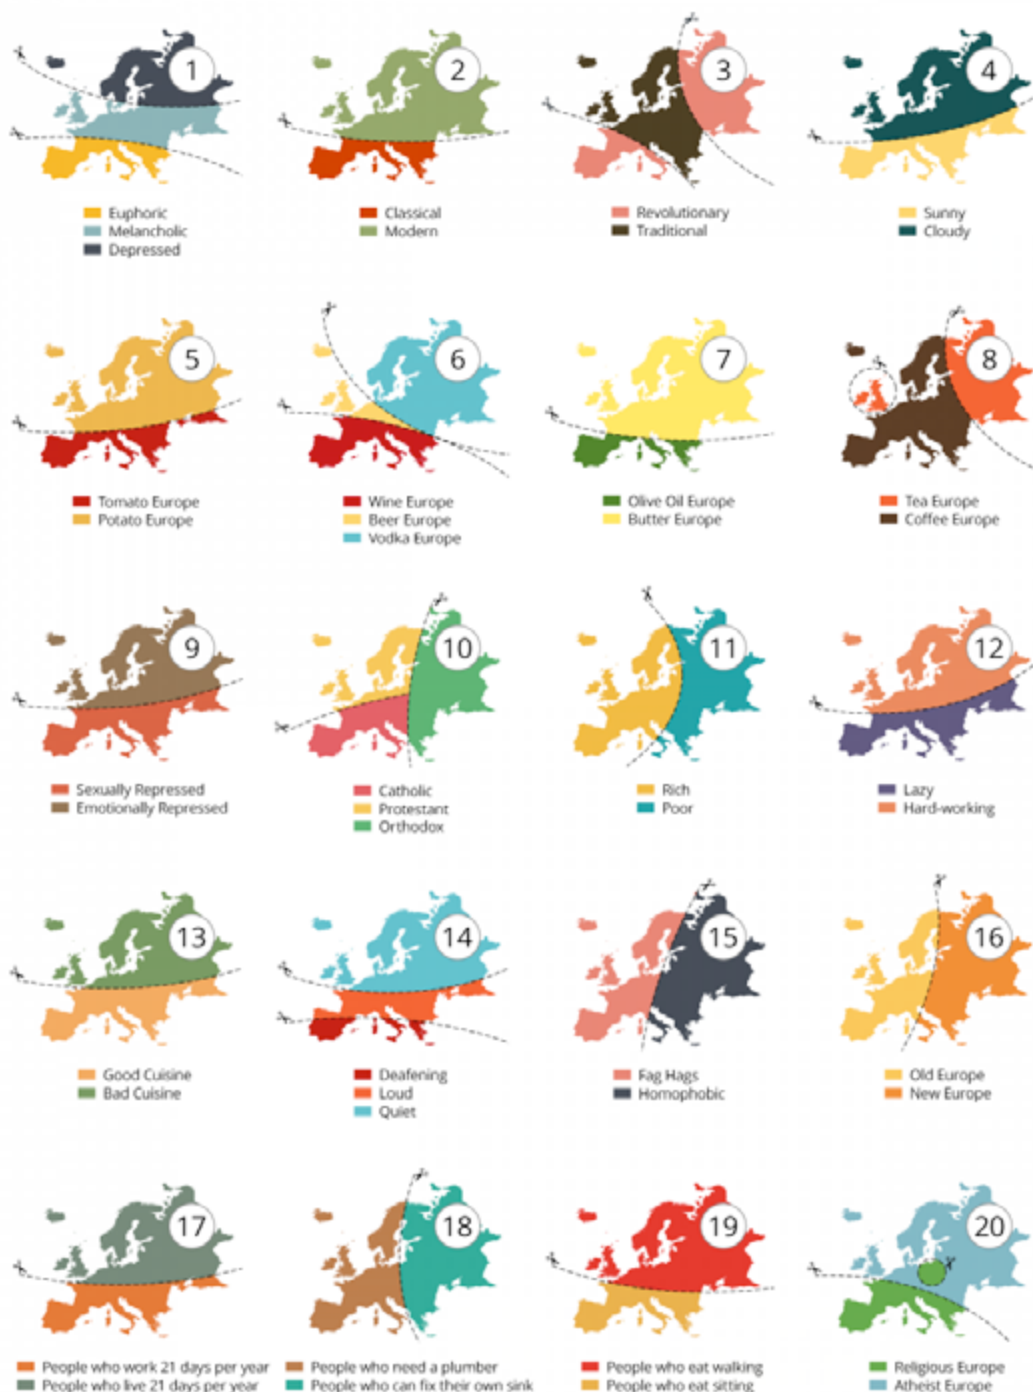 1
2
3
4
Euphoric
Melancholic
Depressed
Classical
Modern
Revolutionary
Traditional
Sunny
Cloudy
5
6
7
8
Tomato Europe
Potato Europe
Wine Europe
Beer Europe
Vodka Europe
Olive Oil Europe
Butter Europe
Tea Europe
Coffee Europe
9
10
11
12
Sexually Repressed
Emotionally Repressed
Catholic
Protestant
Orthodox
Rich
Poor
Lazy
Hard-working
13
14
15
16
Good Cuisine
Bad Cuisine
Deafening
Loud
Quiet
Fag Hags
Homophobic
Old Europe
New Europe
17
18
19
20
People who work 21 days per year
People who live 21 days per year
People who need a plumber
People who can fix their own sink
People who eat walking
People who eat sitting
Religious Europe
Atheist Europe